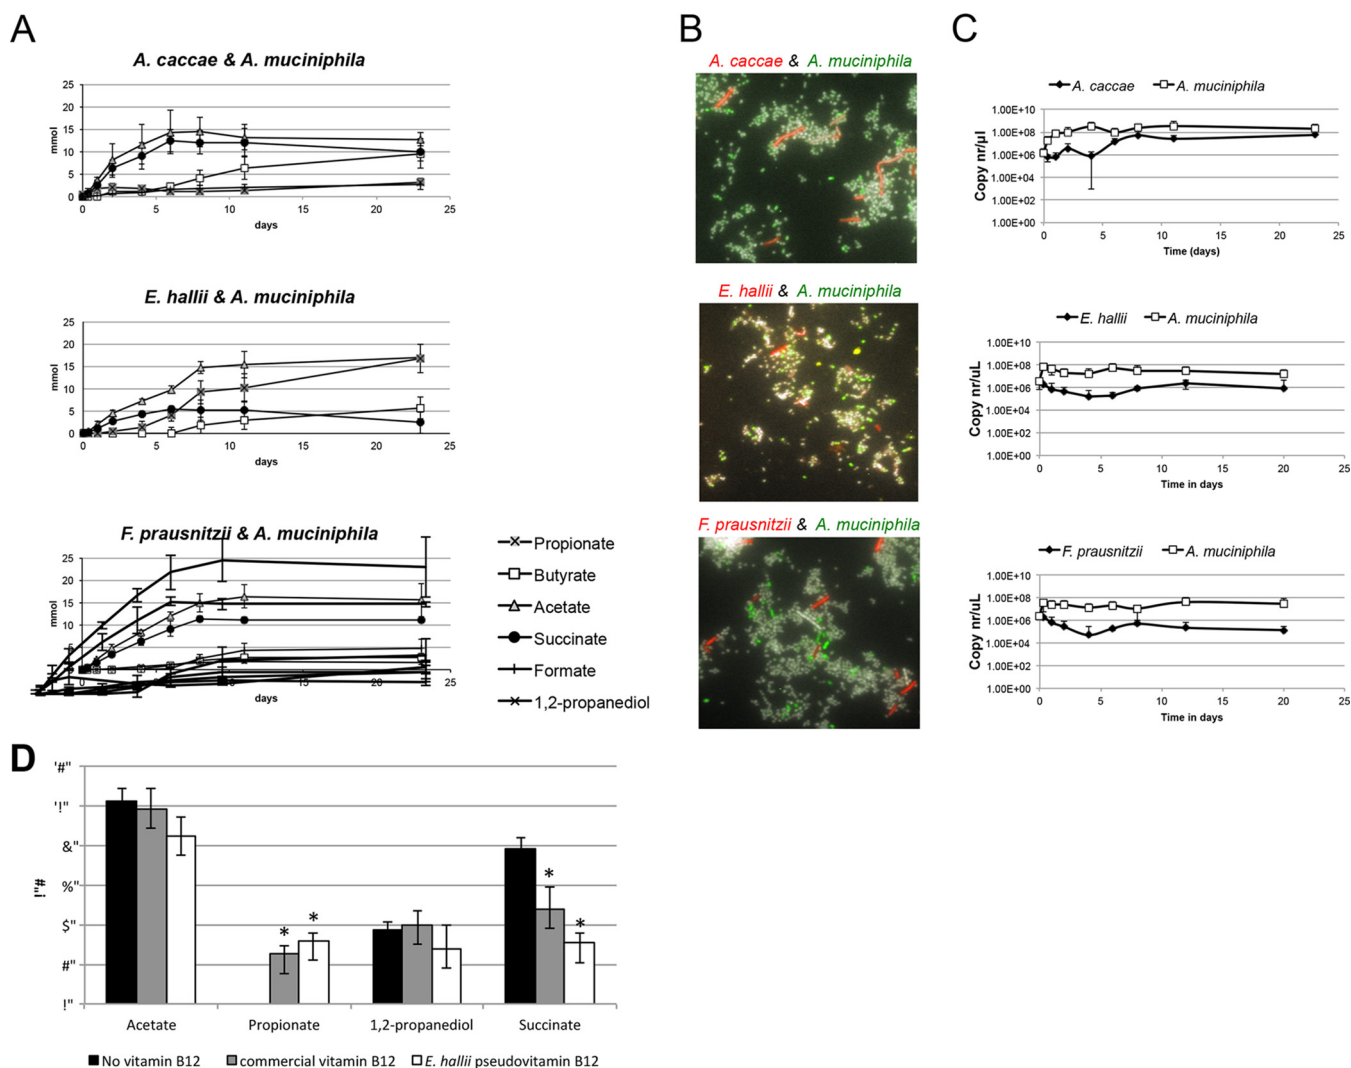 A
A. caccae & A. muciniphila
25
20
15
10
5
0
mmol
0 5 10 15 20 25
days
E. hallii & A. muciniphila
25
20
15
10
5
0
mmol
0 5 10 15 20 25
days
F. prausnitzii & A. muciniphila
25
20
15
10
mmol
10 15 20 25
days
Propionate
Butyrate
Acetate
Succinate
Formate
1,2-propanediol
B
A. caccae & A. muciniphila
E. hallii & A. muciniphila
F. prausnitzii & A. muciniphila
C
A. caccae A. muciniphila
1.00E+10
1.00E+08
1.00E+06
1.00E+04
1.00E+02
1.00E+00
Copy nr/µl
0 5 10 15 20 25
Time (days)
E. hallii A. muciniphila
1.00E+10
1.00E+08
1.00E+06
1.00E+04
1.00E+02
1.00E+00
Copy nr/uL
0 5 10 15 20 25
Time in days
F. prausnitzii A. muciniphila
1.00E+10
1.00E+08
1.00E+06
1.00E+04
1.00E+02
1.00E+00
Copy nr/uL
0 5 10 15 20 25
Time in days
D
'#"
'!"
&"
%"
$"
#"
!"
!"#
* * * *
Acetate Propionate 1,2-propanediol Succinate
No vitamin B12 commercial vitamin B12 E. hallii pseudovitamin B12